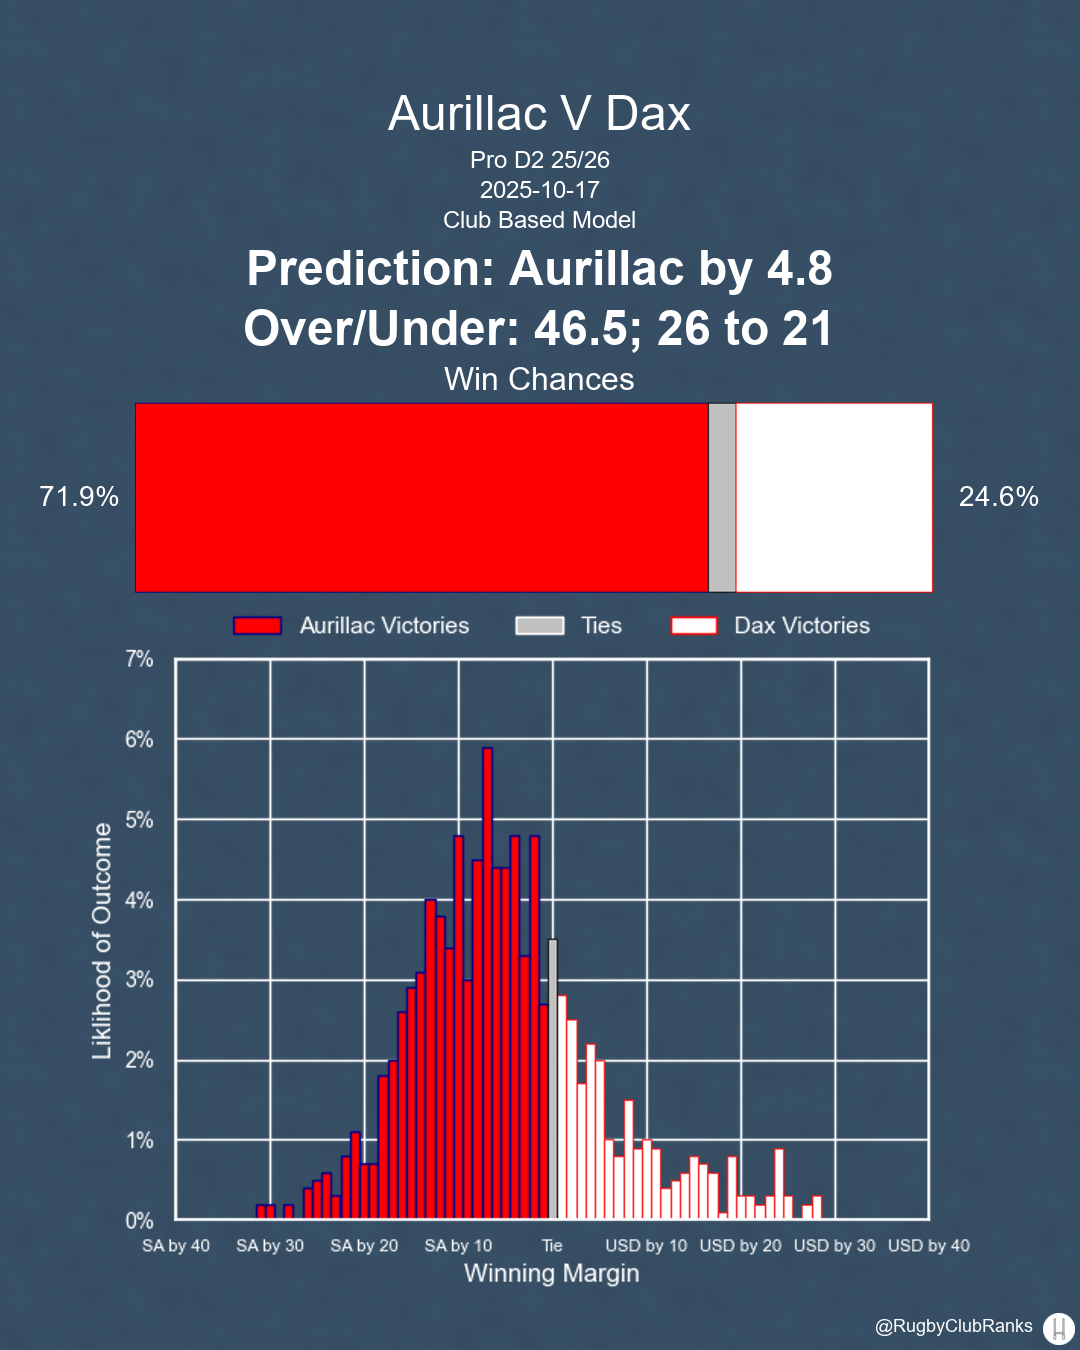 Aurillac V Dax
Pro D2 25/26
2025-10-17
Club Based Model
Prediction: Aurillac by 4.8
Over/Under: 46.5; 26 to 21
Win Chances
71.9%
24.6%
Aurillac Victories Ties Dax Victories
7%
6%
5%
4%
3%
2%
1%
0%
Liklihood of Outcome
SA by 40 SA by 30 SA by 20 SA by 10 Tie USD by 10 USD by 20 USD by 30 USD by 40
Winning Margin
@RugbyClubRanks